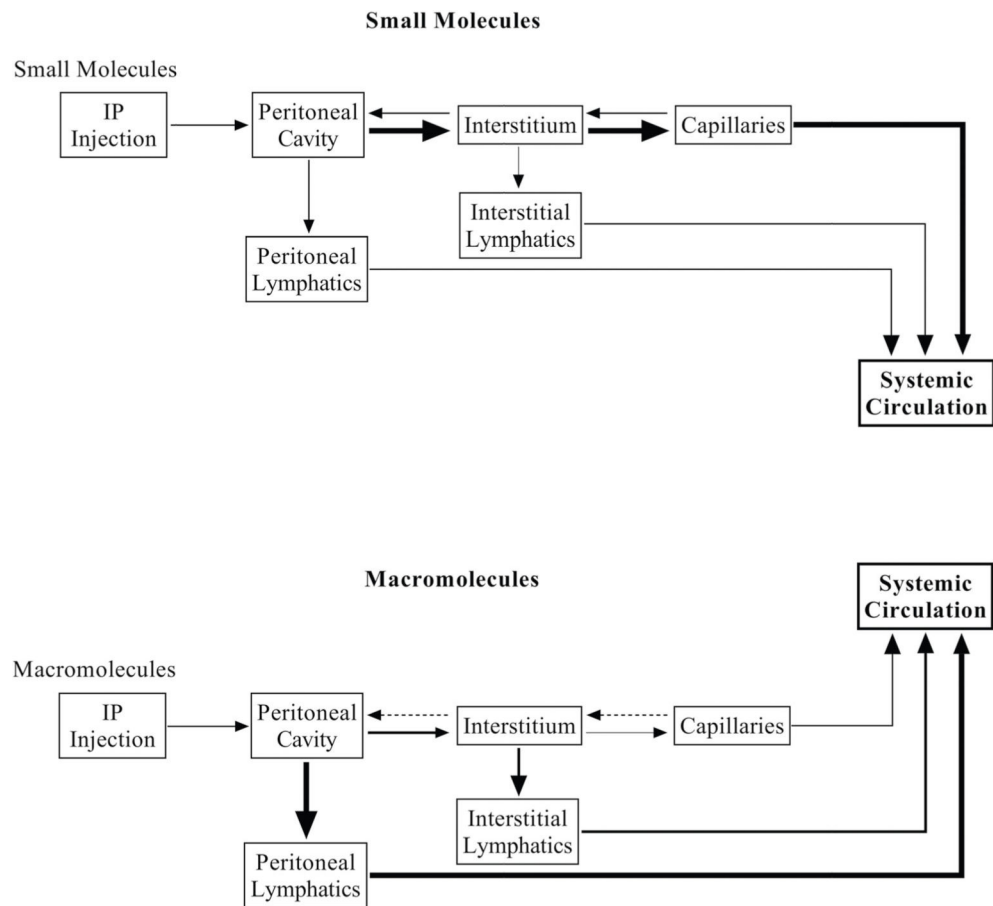 Small Molecules
Small Molecules
IP
Injection
Peritoneal
Cavity
Interstitium
Capillaries
Interstitial
Lymphatics
Peritoneal
Lymphatics
Systemic
Circulation
Macromolecules
Systemic
Circulation
Macromolecules
IP
Injection
Peritoneal
Cavity
Interstitium
Capillaries
Interstitial
Lymphatics
Peritoneal
Lymphatics